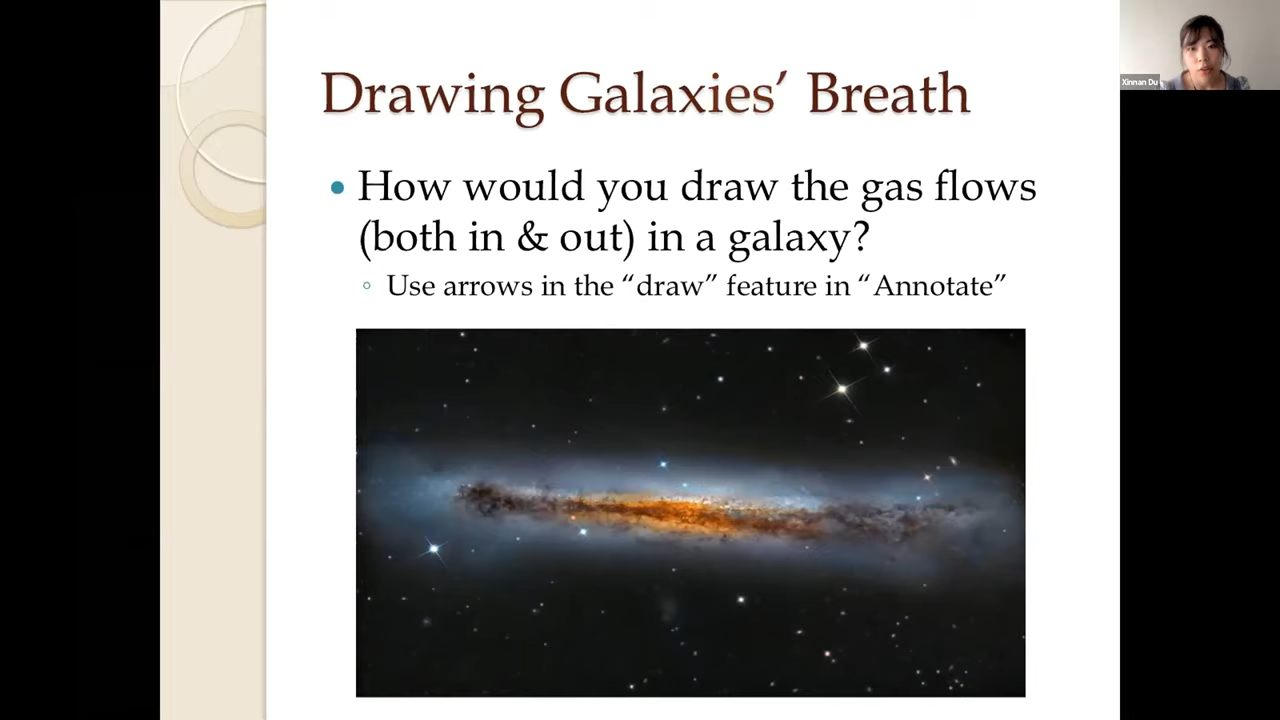 Drawing Galaxies’ Breath
• How would you draw the gas flows
(both in & out) in a galaxy?
◦ Use arrows in the “draw” feature in “Annotate”
Xinnan Du